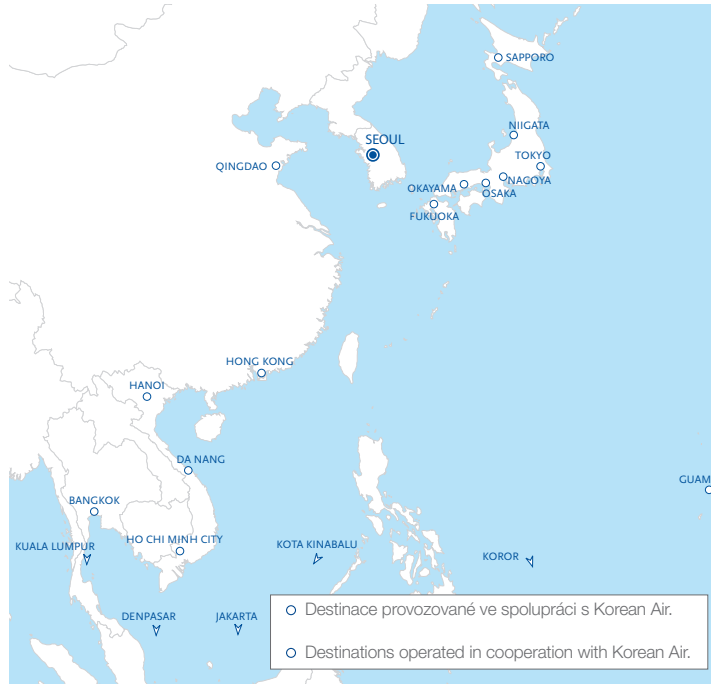 SAPPORO
NIIGATA
SEOUL
TOKYO
QINGDAO
NAGOYA
OKAYAMA
OSAKA
FUKUOKA
HONG KONG
HANOI
DA NANG
GUAM
BANGKOK
HO CHI MINH CITY
KUALA LUMPUR
KOTA KINABALU
KOROR
DENPASAR
JAKARTA
Destinace provozované ve spolupráci s Korean Air.
Destinations operated in cooperation with Korean Air.